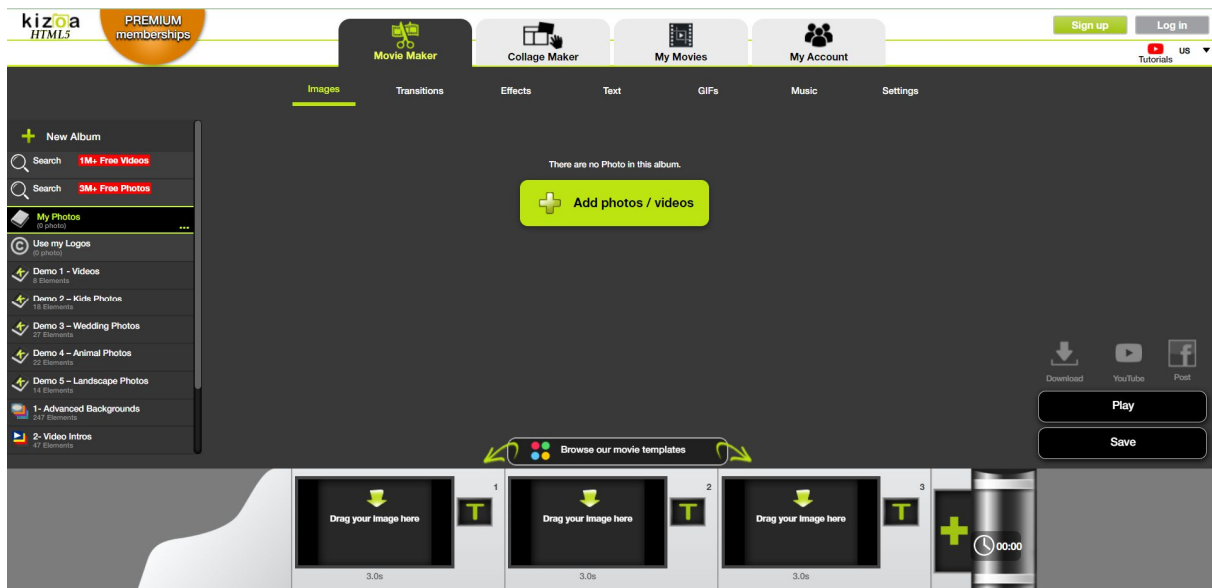 kizoa
HTML5
PREMIUM
memberships
Movie Maker
Collage Maker
My Movies
My Account
Sign up
Log in
Tutorials
US
Images
Transitions
Effects
Text
GIFs
Music
Settings
New Album
Search 1M+ Free Videos
Search 3M+ Free Photos
My Photos
(0 photo)
...
Use my Logos
(0 photo)
Demo 1 - Videos
8 Elements
Demo 2 – Kids Photos
18 Elements
Demo 3 – Wedding Photos
27 Elements
Demo 4 – Animal Photos
22 Elements
Demo 5 – Landscape Photos
14 Elements
1- Advanced Backgrounds
247 Elements
2- Video Intros
47 Elements
There are no Photo in this album.
Add photos / videos
Download
YouTube
Post
Play
Save
Browse our movie templates
Drag your Image here
3.0s
1
T
Drag your Image here
3.0s
2
T
Drag your Image here
3.0s
3
T
00:00